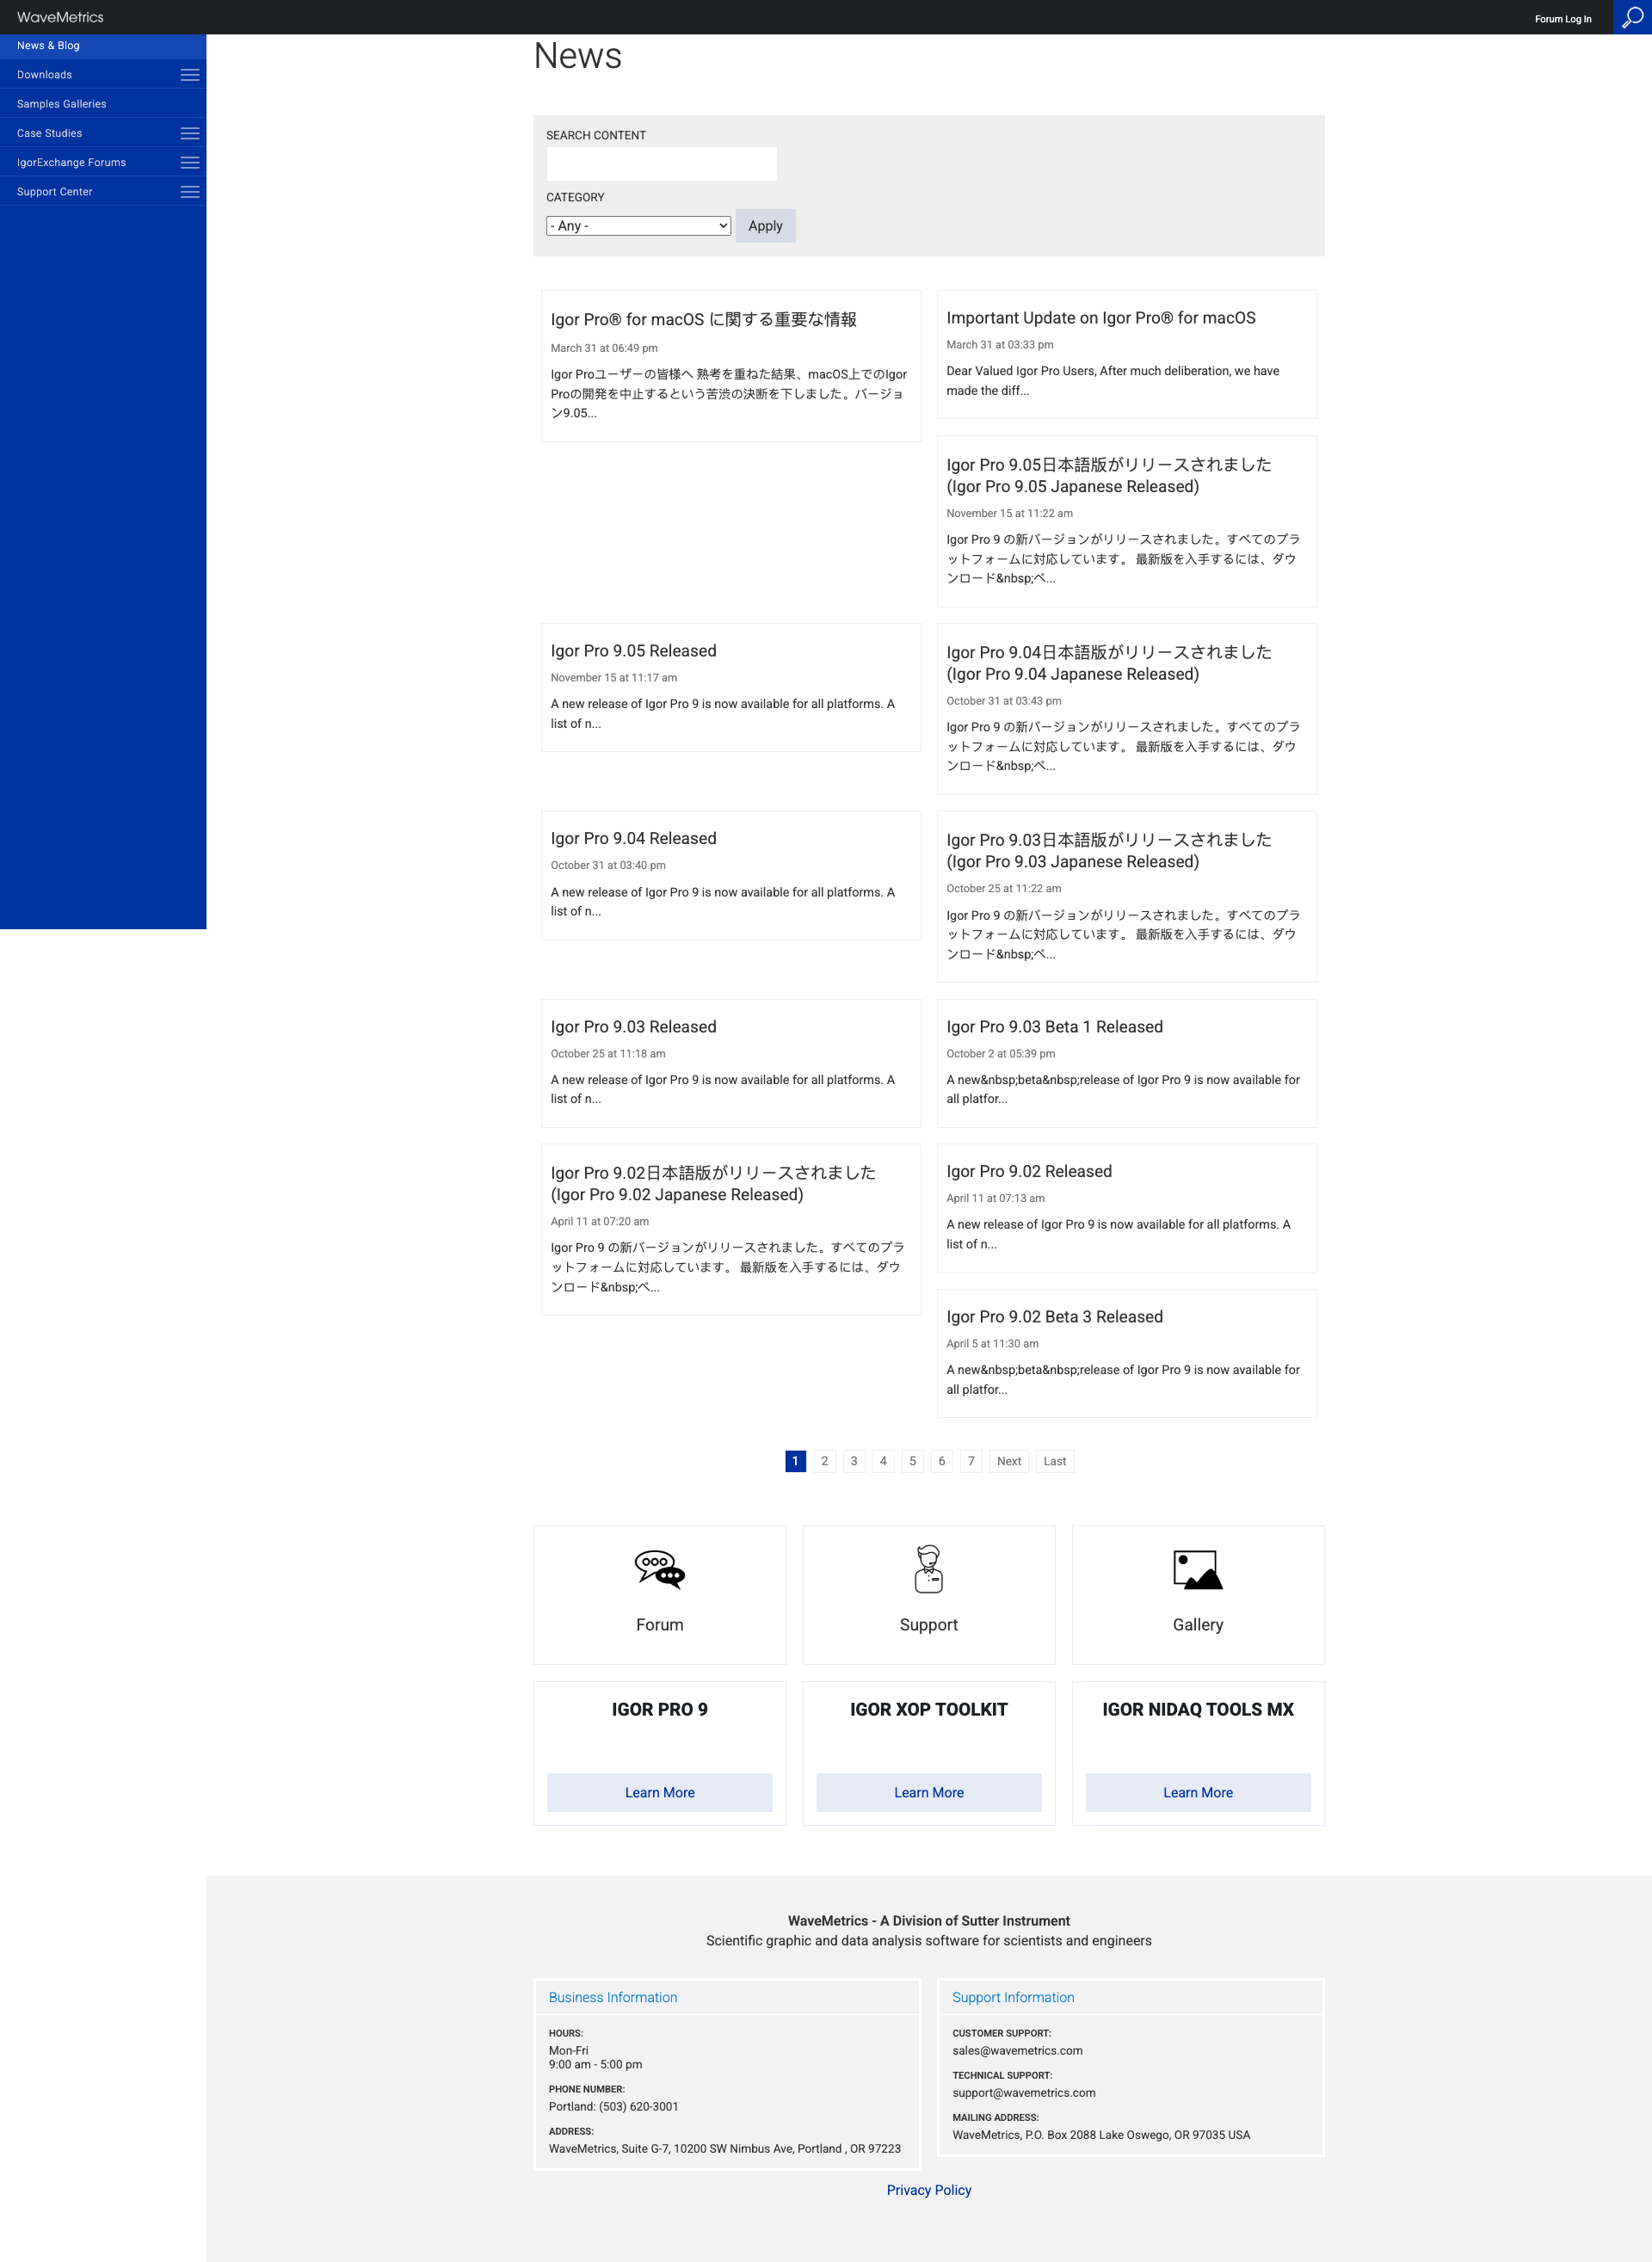 WaveMetrics
Forum Log In
News & Blog
Downloads
Samples Galleries
Case Studies
IgorExchange Forums
Support Center
News
SEARCH CONTENT
CATEGORY
- Any -
Apply
Igor Pro® for macOS に関する重要な情報
March 31 at 06:49 pm
Igor Proユーザーの皆様へ 熟考を重ねた結果、macOS上でのIgor
Proの開発を中止するという苦渋の決断を下しました。バージョ
ン9.05...
Important Update on Igor Pro® for macOS
March 31 at 03:33 pm
Dear Valued Igor Pro Users, After much deliberation, we have
made the diff...
Igor Pro 9.05日本語版がリリースされました
(Igor Pro 9.05 Japanese Released)
November 15 at 11:22 am
Igor Pro 9 の新バージョンがリリースされました。すべてのプラ
ットフォームに対応しています。 最新版を入手するには、ダウ
ンロード&nbsp;ペ...
Igor Pro 9.05 Released
November 15 at 11:17 am
A new release of Igor Pro 9 is now available for all platforms. A
list of n...
Igor Pro 9.04日本語版がリリースされました
(Igor Pro 9.04 Japanese Released)
October 31 at 03:43 pm
Igor Pro 9 の新バージョンがリリースされました。すべてのプラ
ットフォームに対応しています。 最新版を入手するには、ダウ
ンロード&nbsp;ペ...
Igor Pro 9.04 Released
October 31 at 03:40 pm
A new release of Igor Pro 9 is now available for all platforms. A
list of n...
Igor Pro 9.03日本語版がリリースされました
(Igor Pro 9.03 Japanese Released)
October 25 at 11:22 am
Igor Pro 9 の新バージョンがリリースされました。すべてのプラ
ットフォームに対応しています。 最新版を入手するには、ダウ
ンロード&nbsp;ペ...
Igor Pro 9.03 Released
October 25 at 11:18 am
A new release of Igor Pro 9 is now available for all platforms. A
list of n...
Igor Pro 9.03 Beta 1 Released
October 2 at 05:39 pm
A new&nbsp;beta&nbsp;release of Igor Pro 9 is now available for
all platfor...
Igor Pro 9.02日本語版がリリースされました
(Igor Pro 9.02 Japanese Released)
April 11 at 07:20 am
Igor Pro 9 の新バージョンがリリースされました。すべてのプラ
ットフォームに対応しています。 最新版を入手するには、ダウ
ンロード&nbsp;ペ...
Igor Pro 9.02 Released
April 11 at 07:13 am
A new release of Igor Pro 9 is now available for all platforms. A
list of n...
Igor Pro 9.02 Beta 3 Released
April 5 at 11:30 am
A new&nbsp;beta&nbsp;release of Igor Pro 9 is now available for
all platfor...
1 2 3 4 5 6 7 Next Last
Forum
Support
Gallery
IGOR PRO 9
Learn More
IGOR XOP TOOLKIT
Learn More
IGOR NIDAQ TOOLS MX
Learn More
WaveMetrics - A Division of Sutter Instrument
Scientific graphic and data analysis software for scientists and engineers
Business Information
HOURS:
Mon-Fri
9:00 am - 5:00 pm
PHONE NUMBER:
Portland: (503) 620-3001
ADDRESS:
WaveMetrics, Suite G-7, 10200 SW Nimbus Ave, Portland , OR 97223
Support Information
CUSTOMER SUPPORT:
sales@wavemetrics.com
TECHNICAL SUPPORT:
support@wavemetrics.com
MAILING ADDRESS:
WaveMetrics, P.O. Box 2088 Lake Oswego, OR 97035 USA
Privacy Policy